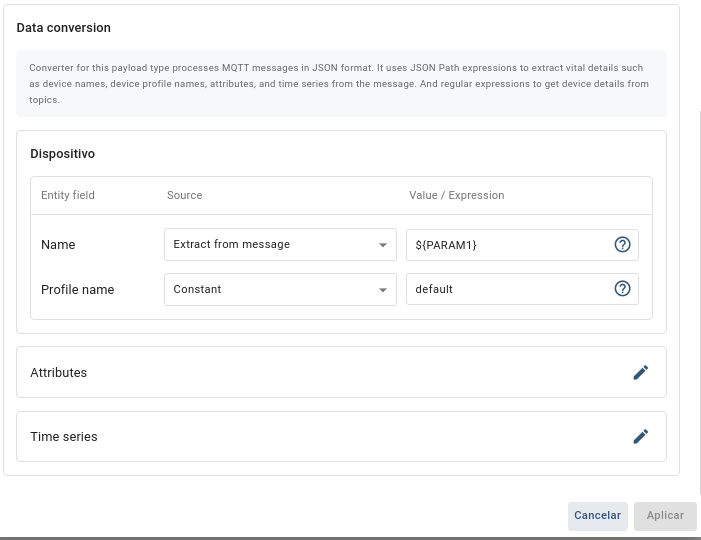 Data conversion
Converter for this payload type processes MQTT messages in JSON format. It uses JSON Path expressions to extract vital details such
as device names, device profile names, attributes, and time series from the message. And regular expressions to get device details from
topics.
Dispositivo
Entity field Source Value / Expression
Name Extract from message ${PARAM1}
Profile name Constant default
Attributes
Time series
Cancelar Aplicar